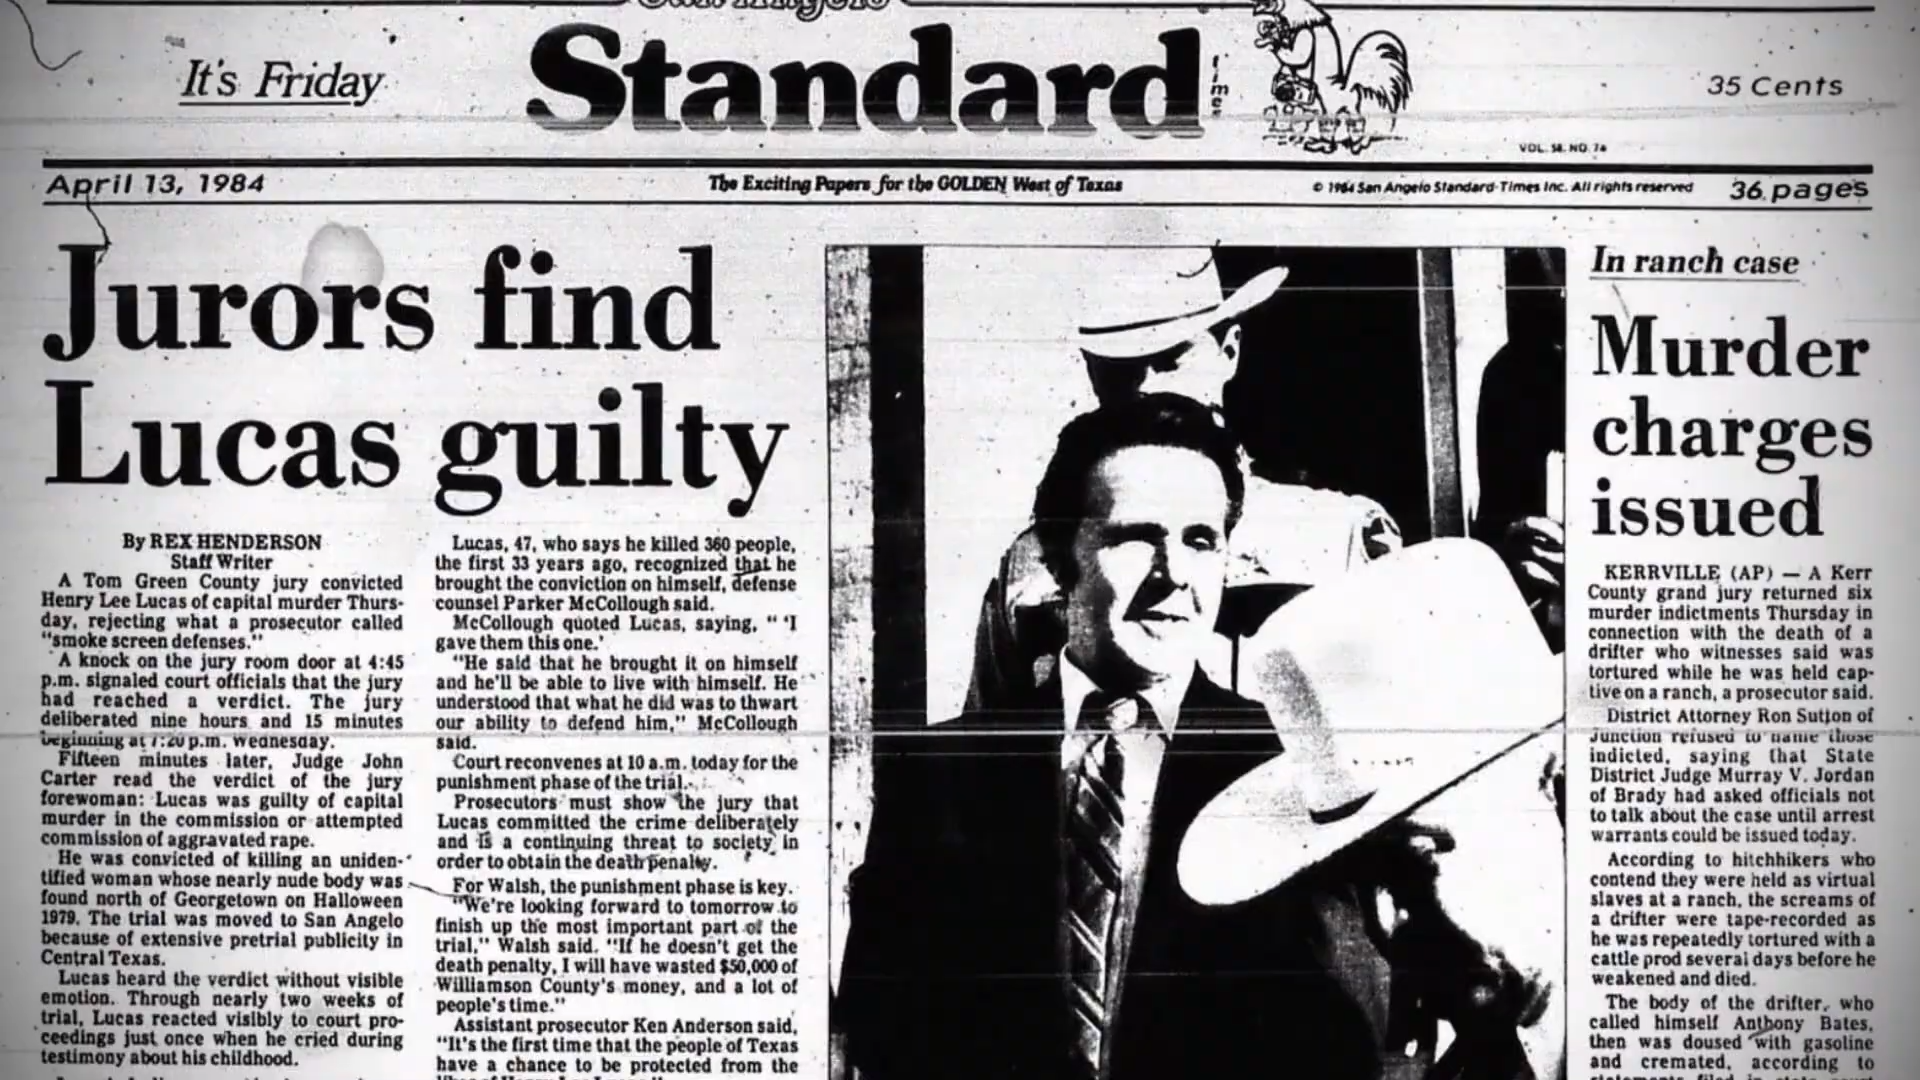 San Angelo
It's Friday
Standard
times
35 Cents
VOL. 58. NO. 74
April 13, 1984
The Exciting Papers for the GOLDEN West of Texas
© 1984 San Angelo Standard-Times Inc. All rights reserved
36 pages
Jurors find
Lucas guilty
By REX HENDERSON
Staff Writer
A Tom Green County jury convicted
Henry Lee Lucas of capital murder Thurs-
day, rejecting what a prosecutor called
"smoke screen defenses."
A knock on the jury room door at 4:45
p.m. signaled court officials that the jury
had reached a verdict. The jury
deliberated nine hours and 15 minutes
beginning at 7:20 p.m. Wednesday.
Fifteen minutes later, Judge John
Carter read the verdict of the jury
forewoman: Lucas was guilty of capital
murder in the commission or attempted
commission of aggravated rape.
He was convicted of killing an uniden-
tified woman whose nearly nude body was
found north of Georgetown on Halloween
1979. The trial was moved to San Angelo
because of extensive pretrial publicity in
Central Texas.
Lucas heard the verdict without visible
emotion. Through nearly two weeks of
trial, Lucas reacted visibly to court pro-
ceedings just once when he cried during
testimony about his childhood.
Lucas, 47, who says he killed 360 people,
the first 33 years ago, recognized that he
brought the conviction on himself, defense
counsel Parker McCollough said.
McCollough quoted Lucas, saying, " 'I
gave them this one.'
"He said that he brought it on himself
and he'll be able to live with himself. He
understood that what he did was to thwart
our ability to defend him," McCollough
said.
Court reconvenes at 10 a.m. today for the
punishment phase of the trial.
Prosecutors must show the jury that
Lucas committed the crime deliberately
and is a continuing threat to society in
order to obtain the death penalty.
For Walsh, the punishment phase is key.
"We're looking forward to tomorrow to
finish up the most important part of the
trial," Walsh said. "If he doesn't get the
death penalty, I will have wasted $50,000 of
Williamson County's money, and a lot of
people's time."
Assistant prosecutor Ken Anderson said,
"It's the first time that the people of Texas
have a chance to be protected from the
In ranch case
Murder
charges
issued
KERRVILLE (AP) — A Kerr
County grand jury returned six
murder indictments Thursday in
connection with the death of a
drifter who witnesses said was
tortured while he was held cap-
tive on a ranch, a prosecutor said.
District Attorney Ron Sutton of
Junction refused to name those
indicted, saying that State
District Judge Murray V. Jordan
of Brady had asked officials not
to talk about the case until arrest
warrants could be issued today.
According to hitchhikers who
contend they were held as virtual
slaves at a ranch, the screams of
a drifter were tape-recorded as
he was repeatedly tortured with a
cattle prod several days before he
weakened and died.
The body of the drifter, who
called himself Anthony Bates,
then was doused with gasoline
and cremated, according to